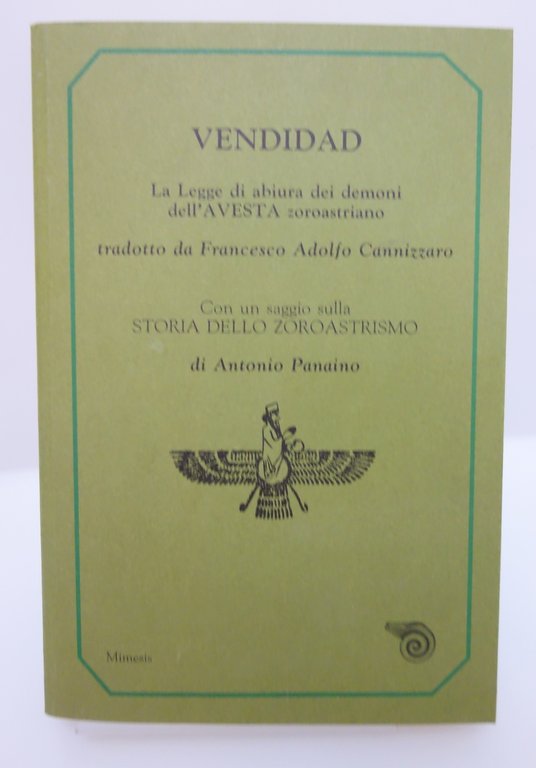 VENDIDAD
La Legge di abiura dei demoni
dell'AVESTA zoroastriano
tradotto da Francesco Adolfo Cannizzaro
Con un saggio sulla
STORIA DELLO ZOROASTRISMO
di Antonio Panaino
Mimesis